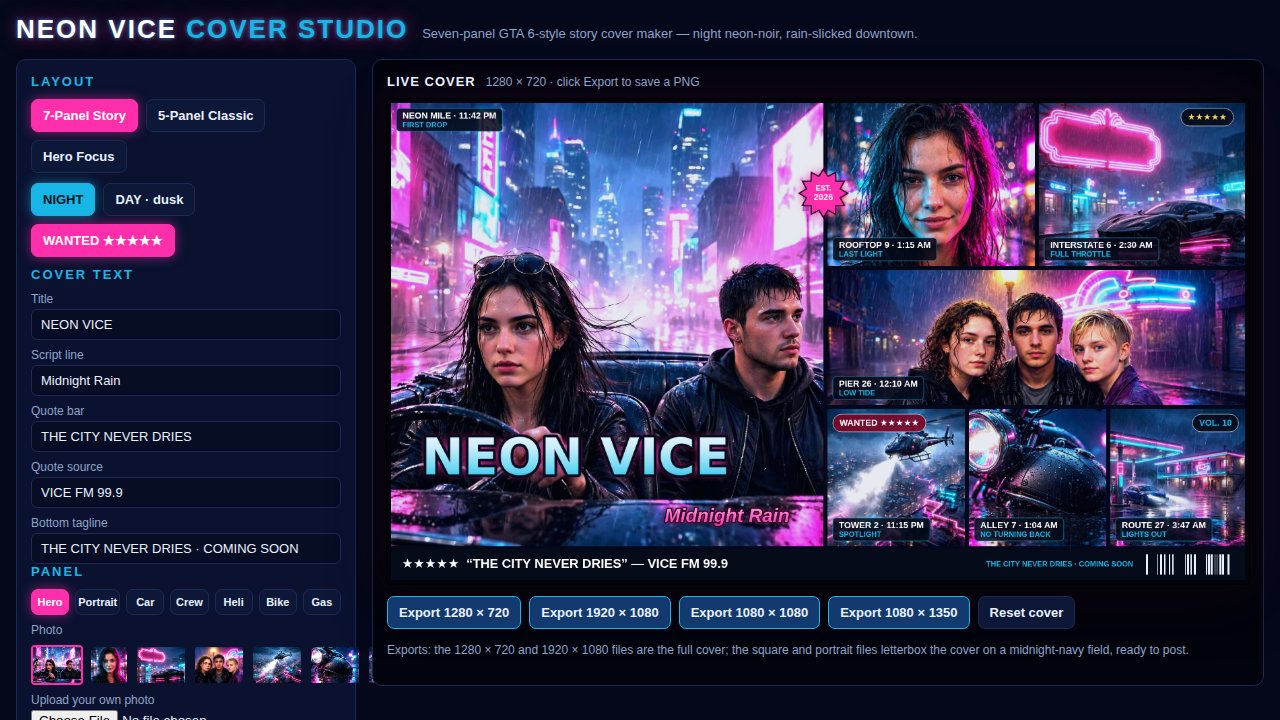 NEON VICE COVER STUDIO
Seven-panel GTA 6-style story cover maker — night neon-noir, rain-slicked downtown.
LAYOUT
7-Panel Story
5-Panel Classic
Hero Focus
NIGHT
DAY · dusk
WANTED ★★★★★
COVER TEXT
Title
NEON VICE
Script line
Midnight Rain
Quote bar
THE CITY NEVER DRIES
Quote source
VICE FM 99.9
Bottom tagline
THE CITY NEVER DRIES · COMING SOON
PANEL
Hero
Portrait
Car
Crew
Heli
Bike
Gas
Photo
Upload your own photo
Choose File No file chosen
LIVE COVER
1280 × 720 · click Export to save a PNG
NEON MILE · 11:42 PM
FIRST DROP
EST.
2026
ROOFTOP 9 · 1:15 AM
LAST LIGHT
★★★★★
INTERSTATE 6 · 2:30 AM
FULL THROTTLE
PIER 26 · 12:10 AM
LOW TIDE
NEON VICE
Midnight Rain
WANTED ★★★★★
TOWER 2 · 11:15 PM
SPOTLIGHT
ALLEY 7 · 1:04 AM
NO TURNING BACK
VOL. 10
ROUTE 27 · 3:47 AM
LIGHTS OUT
★★★★★ “THE CITY NEVER DRIES” — VICE FM 99.9
THE CITY NEVER DRIES · COMING SOON
Export 1280 × 720
Export 1920 × 1080
Export 1080 × 1080
Export 1080 × 1350
Reset cover
Exports: the 1280 × 720 and 1920 × 1080 files are the full cover; the square and portrait files letterbox the cover on a midnight-navy field, ready to post.